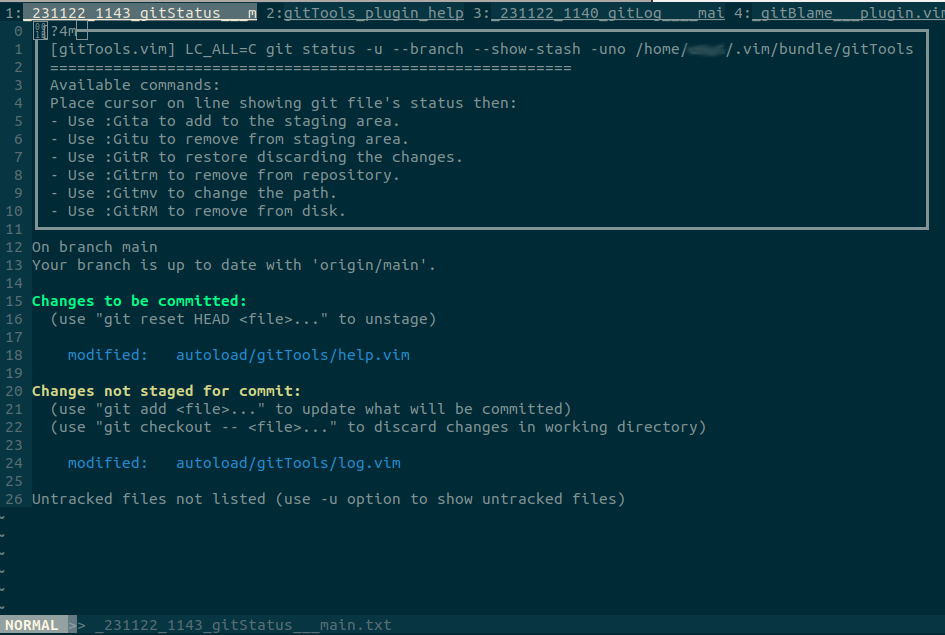 1:_231122_1143_gitStatus___m 2:gitTools_plugin_help 3:_231122_1140_gitLog____mai 4:_gitBlame___plugin.vim
0 ?4m
1 [gitTools.vim] LC_ALL=C git status -u --branch --show-stash -uno /home/ /.vim/bundle/gitTools
2 ==========================================================
3 Available commands:
4 Place cursor on line showing git file's status then:
5 - Use :Gita to add to the staging area.
6 - Use :Gitu to remove from staging area.
7 - Use :GitR to restore discarding the changes.
8 - Use :Gitrm to remove from repository.
9 - Use :Gitmv to change the path.
10 - Use :GitRM to remove from disk.
11
12 On branch main
13 Your branch is up to date with 'origin/main'.
14
15 Changes to be committed:
16 (use "git reset HEAD <file>..." to unstage)
17
18 modified: autoload/gitTools/help.vim
19
20 Changes not staged for commit:
21 (use "git add <file>..." to update what will be committed)
22 (use "git checkout -- <file>..." to discard changes in working directory)
23
24 modified: autoload/gitTools/log.vim
25
26 Untracked files not listed (use -u option to show untracked files)
~
~
~
~
~
~
NORMAL >> _231122_1143_gitStatus___main.txt